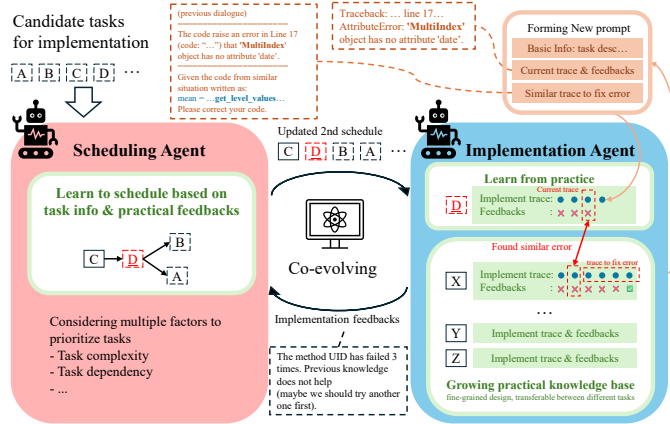 Candidate tasks
for implementation
A B C D ...
(previous dialogue)
==================
The code raise an error in Line 17
(code: “…”) that 'MultiIndex'
object has no attribute 'date'.
==================
Given the code from similar
situation written as:
mean = …get_level_values…
Please correct your code.
Traceback: … line 17…
AttributeError: 'MultiIndex'
object has no attribute 'date'.
Forming New prompt
Basic Info: task desc…
Current trace & feedbacks
Similar trace to fix error
Scheduling Agent
Learn to schedule based on
task info & practical feedbacks
C D B A
Considering multiple factors to
prioritize tasks
- Task complexity
- Task dependency
- ...
Updated 2nd schedule
C D B A ...
Co-evolving
Implementation feedbacks
The method UID has failed 3
times. Previous knowledge
does not help
(maybe we should try another
one first).
Implementation Agent
Learn from practice
Current trace
D
Implement trace:
Feedbacks :
Found similar error
trace to fix error
X
Implement trace:
Feedbacks :
...
Y Implement trace & feedbacks
Z Implement trace & feedbacks
Growing practical knowledge base
fine-grained design, transferable between different tasks